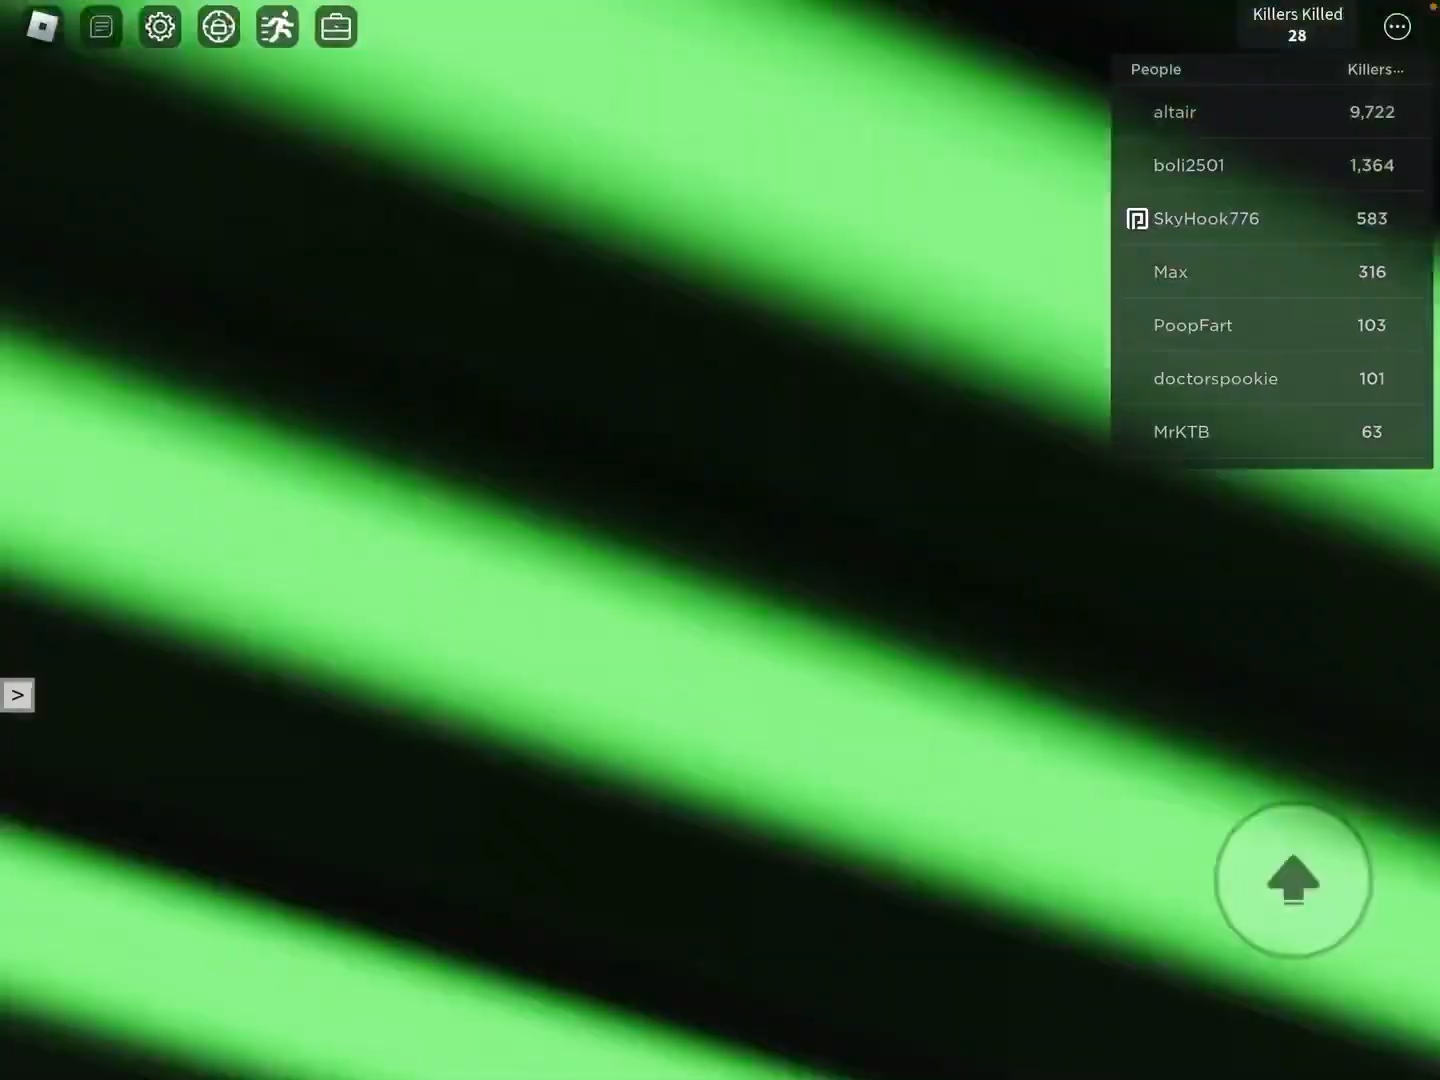 Killers Killed
28
People Killers...
altair 9,722
boli2501 1,364
SkyHook776 583
Max 316
PoopFart 103
doctorspookie 101
MrKTB 63
>